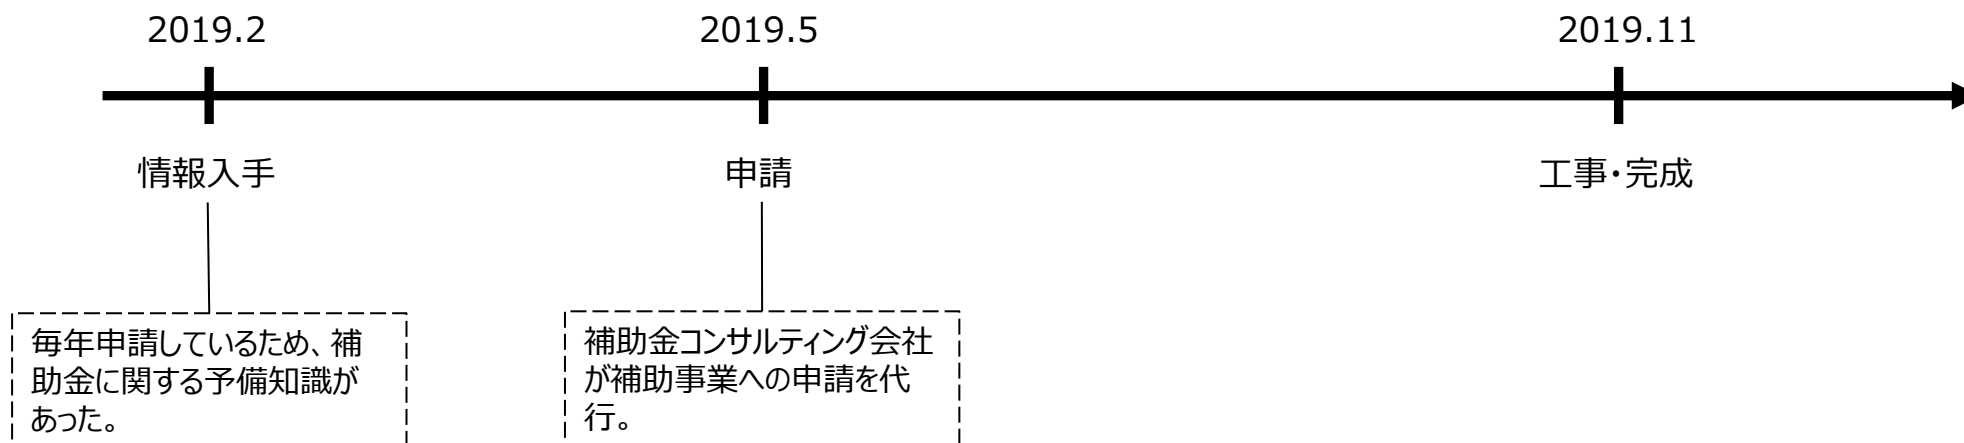 2019.2
2019.5
2019.11
情報入手
申請
工事・完成
毎年申請しているため、補
助金に関する予備知識が
あった。
補助金コンサルティング会社
が補助事業への申請を代
行。